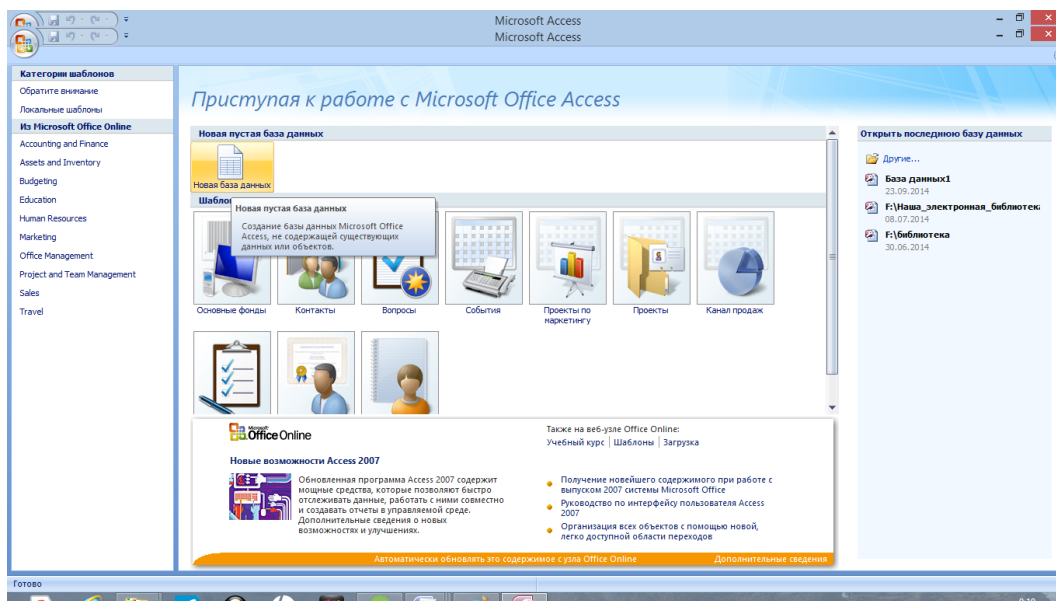 Microsoft Access
Microsoft Access
Категории шаблонов
Обратите внимание
Локальные шаблоны
Из Microsoft Office Online
Accounting and Finance
Assets and Inventory
Budgeting
Education
Human Resources
Marketing
Office Management
Project and Team Management
Sales
Travel
Приступая к работе с Microsoft Office Access
Новая пустая база данных
Новая база данных
Новая пустая база данных
Создание базы данных Microsoft Office
Access, не содержащей существующих
данных или объектов.
Основные фонды
Контакты
Вопросы
События
Проекты по
маркетингу
Проекты
Канал продаж
Microsoft
Office Online
Новые возможности Access 2007
Обновленная программа Access 2007 содержит
мощные средства, которые позволяют быстро
отслеживать данные, работать с ними совместно
и создавать отчеты в управляемой среде.
Дополнительные сведения о новых
возможностях и улучшениях.
Также на веб-узле Office Online:
Учебный курс | Шаблоны | Загрузка
Получение новейшего содержимого при работе с
выпуском 2007 системы Microsoft Office
Руководство по интерфейсу пользователя Access
2007
Организация всех объектов с помощью новой,
легко доступной области переходов
Автоматически обновлять это содержимое с узла Office Online
Дополнительные сведения
Открыть последнюю базу данных
Другие...
База данных1
23.09.2014
F:\Наша_электронная_библиотек
08.07.2014
F:\библиотека
30.06.2014
Готово